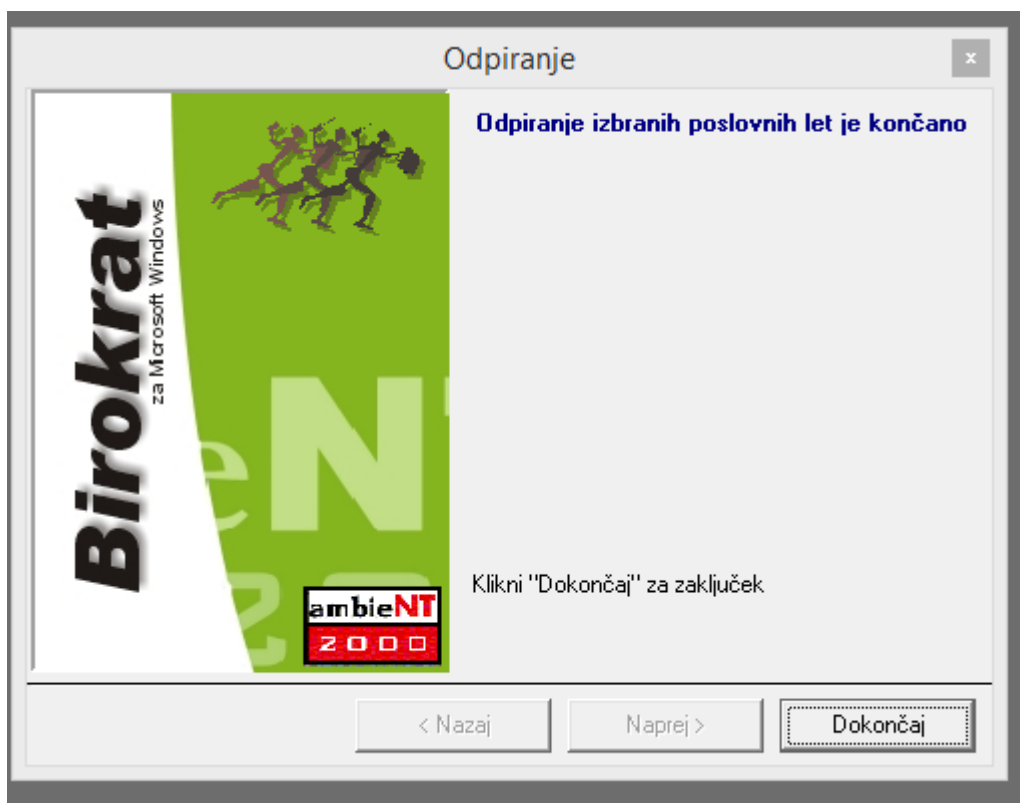 Odpiranje
x
Birokrat
za Microsoft Windows
eNT
ambieNT
2000
Odpiranje izbranih poslovnih let je končano
Klikni "Dokončaj" za zaključek
< Nazaj
Naprej >
Dokončaj